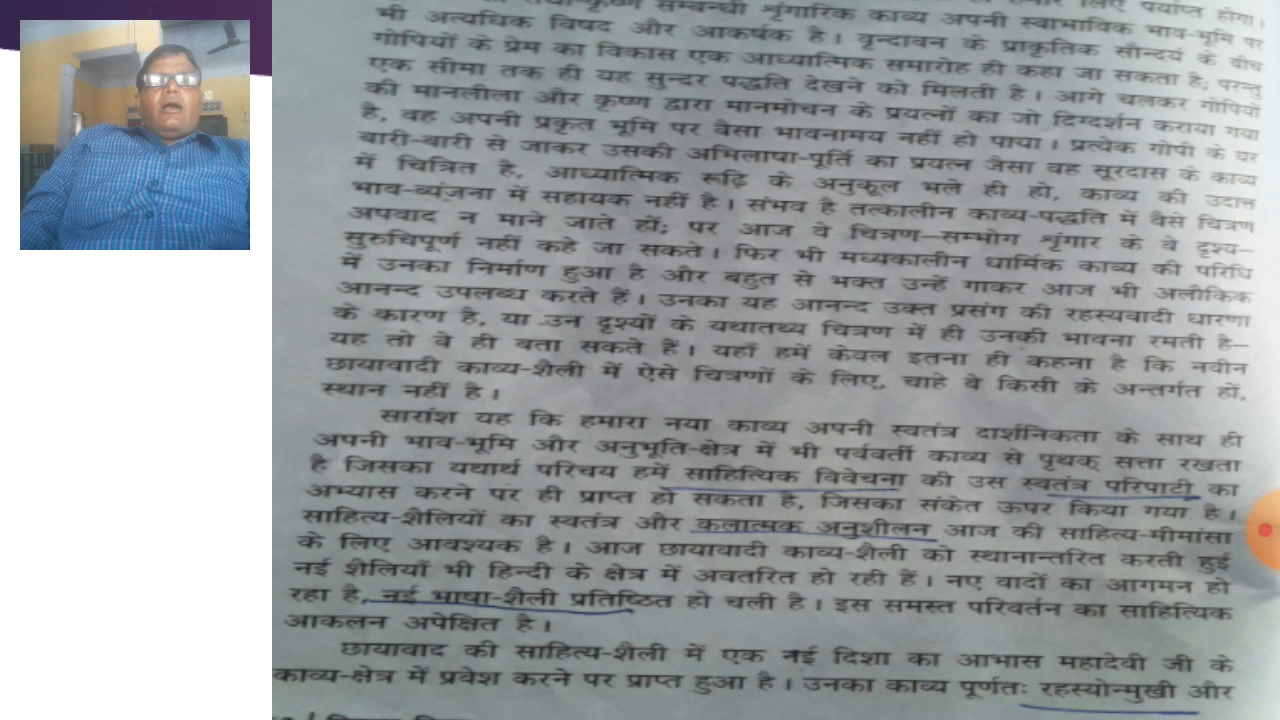 सम्बन्धी शृंगारिक काव्य अपनी स्वाभाविक भाव-भूमि पर
भी अत्यधिक विषद और आकर्षक है। वृन्दावन के प्राकृतिक सौन्दर्य के बीच
गोपियों के प्रेम का विकास एक आध्यात्मिक समारोह ही कहा जा सकता है; परन्तु
एक सीमा तक ही यह सुन्दर पद्धति देखने को मिलती है। आगे चलकर गोपियों
की मानलीला और कृष्ण द्वारा मानमोचन के प्रयत्नों का जो दिग्दर्शन कराया गया
है, वह अपनी प्रकृत भूमि पर वैसा भावनामय नहीं हो पाया। प्रत्येक गोपी के घर
बारी-बारी से जाकर उसकी अभिलाषा-पूर्ति का प्रयत्न जैसा वह सूरदास के काव्य
में चित्रित है, आध्यात्मिक रूढ़ि के अनुकूल भले ही हो, काव्य की उदात्त
भाव-व्यंजना में सहायक नहीं है। संभव है तत्कालीन काव्य-पद्धति में वैसे चित्रण
अपवाद न माने जाते हों; पर आज वे चित्रण—सम्भोग शृंगार के वे दृश्य—
सुरुचिपूर्ण नहीं कहे जा सकते। फिर भी मध्यकालीन धार्मिक काव्य की परिधि
में उनका निर्माण हुआ है और बहुत से भक्त उन्हें गाकर आज भी अलौकिक
आनन्द उपलब्ध करते हैं। उनका यह आनन्द उक्त प्रसंग की रहस्यवादी धारणा
के कारण है, या उन दृश्यों के यथातथ्य चित्रण में ही उनकी भावना रमती है—
यह तो वे ही बता सकते हैं। यहाँ हमें केवल इतना ही कहना है कि नवीन
छायावादी काव्य-शैली में ऐसे चित्रणों के लिए, चाहे वे किसी के अन्तर्गत हों,
स्थान नहीं है।
सारांश यह कि हमारा नया काव्य अपनी स्वतंत्र दार्शनिकता के साथ ही
अपनी भाव-भूमि और अनुभूति-क्षेत्र में भी पर्ववर्ती काव्य से पृथक् सत्ता रखता
है जिसका यथार्थ परिचय हमें साहित्यिक विवेचना की उस स्वतंत्र परिपाटी का
अभ्यास करने पर ही प्राप्त हो सकता है, जिसका संकेत ऊपर किया गया है।
साहित्य-शैलियों का स्वतंत्र और कलात्मक अनुशीलन आज की साहित्य-मीमांसा
के लिए आवश्यक है। आज छायावादी काव्य-शैली को स्थानान्तरित करती हुई
नई शैलियाँ भी हिन्दी के क्षेत्र में अवतरित हो रही हैं। नए वादों का आगमन हो
रहा है, नई भाषा-शैली प्रतिष्ठित हो चली है। इस समस्त परिवर्तन का साहित्यिक
आकलन अपेक्षित है।
छायावाद की साहित्य-शैली में एक नई दिशा का आभास महादेवी जी के
काव्य-क्षेत्र में प्रवेश करने पर प्राप्त हुआ है। उनका काव्य पूर्णतः रहस्योन्मुखी और